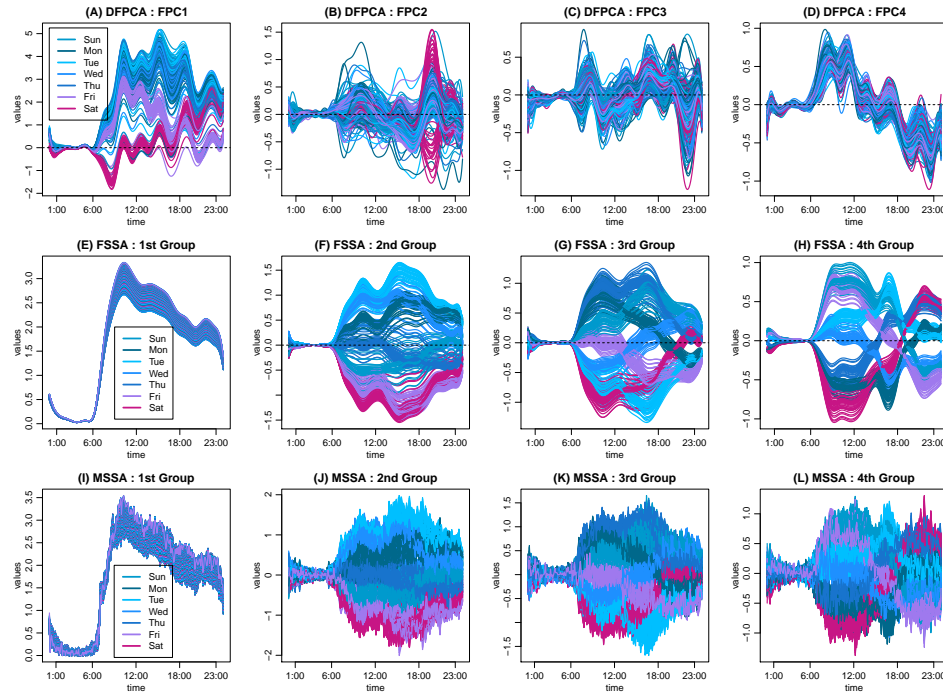 (A) DFPCA : FPC1
(B) DFPCA : FPC2
(C) DFPCA : FPC3
(D) DFPCA : FPC4
values
−2 −1 0 1 2 3 4 5
Sun
Mon
Tue
Wed
Thu
Fri
Sat
1:00 6:00 12:00 18:00 23:00
time
values
−1.0 −0.5 0.0 0.5 1.0 1.5
1:00 6:00 12:00 18:00 23:00
time
values
−1.0 −0.5 0.0 0.5 1.0
1:00 6:00 12:00 18:00 23:00
time
values
−1.0 −0.5 0.0 0.5 1.0
1:00 6:00 12:00 18:00 23:00
time
(E) FSSA : 1st Group
(F) FSSA : 2nd Group
(G) FSSA : 3rd Group
(H) FSSA : 4th Group
values
0.0 0.5 1.0 1.5 2.0 2.5 3.0
Sun
Mon
Tue
Wed
Thu
Fri
Sat
1:00 6:00 12:00 18:00 23:00
time
values
−1.5 −0.5 0.0 0.5 1.0 1.5
1:00 6:00 12:00 18:00 23:00
time
values
−1.0 −0.5 0.0 0.5 1.0
1:00 6:00 12:00 18:00 23:00
time
values
−1.0 −0.5 0.0 0.5 1.0
1:00 6:00 12:00 18:00 23:00
time
(I) MSSA : 1st Group
(J) MSSA : 2nd Group
(K) MSSA : 3rd Group
(L) MSSA : 4th Group
values
0.0 0.5 1.0 1.5 2.0 2.5 3.0 3.5
Sun
Mon
Tue
Wed
Thu
Fri
Sat
1:00 6:00 12:00 18:00 23:00
time
values
−2 −1 0 1 2
1:00 6:00 12:00 18:00 23:00
time
values
−1.5 −0.5 0.0 0.5 1.0 1.5
1:00 6:00 12:00 18:00 23:00
time
values
−1.0 −0.5 0.0 0.5 1.0
1:00 6:00 12:00 18:00 23:00
time